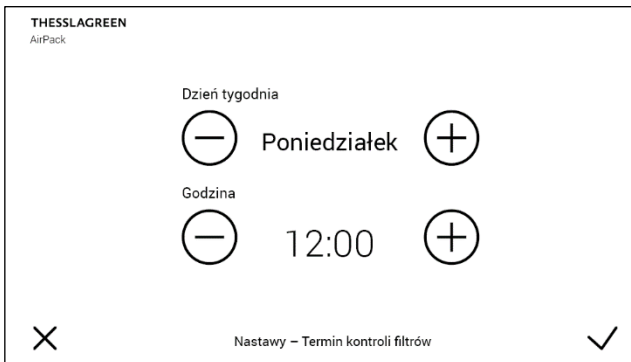 THESSLAGREEN
AirPack
Dzień tygodnia
Poniedziałek
Godzina
12:00
Nastawy – Termin kontroli filtrów